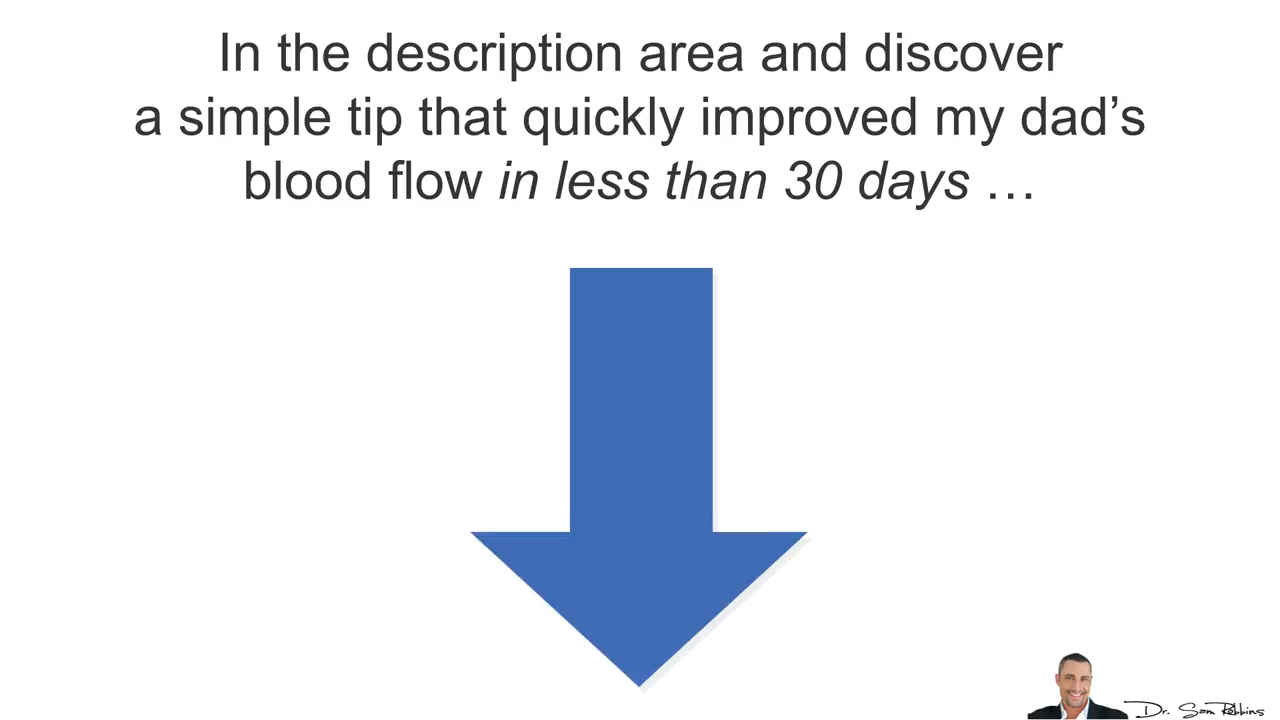 In the description area and discover
a simple tip that quickly improved my dad’s
blood flow in less than 30 days …
Dr. Sam Robbins